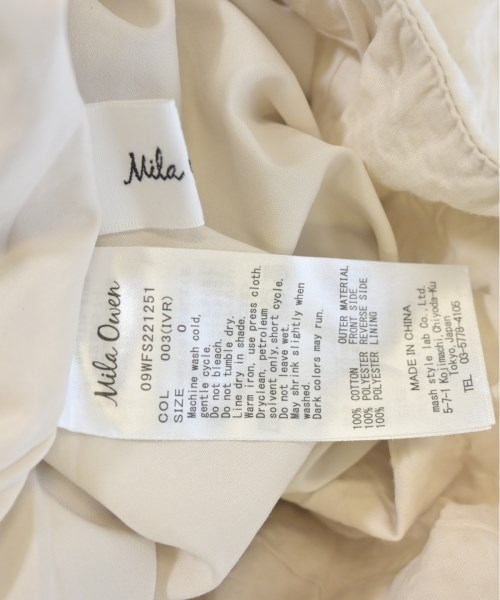 Mila
Mila Owen
09WFS221251
COL 003(IVR)
SIZE 0
Machine wash cold,
gentle cycle.
Do not bleach.
Do not tumble dry.
Line dry in shade.
Warm iron, use press cloth.
Dryclean, petroleum
solvent only, short cycle.
Do not leave wet.
May shrink slightly when
washed.
Dark colors may run.
OUTER MATERIAL
100% COTTON FRONT SIDE
100% POLYESTER REVERSE SIDE
100% POLYESTER LINING
MADE IN CHINA
mash style lab Co., Ltd.
5-7-1 Kojimachi, Chiyoda-Ku
Tokyo, Japan
TEL 03-5778-4105